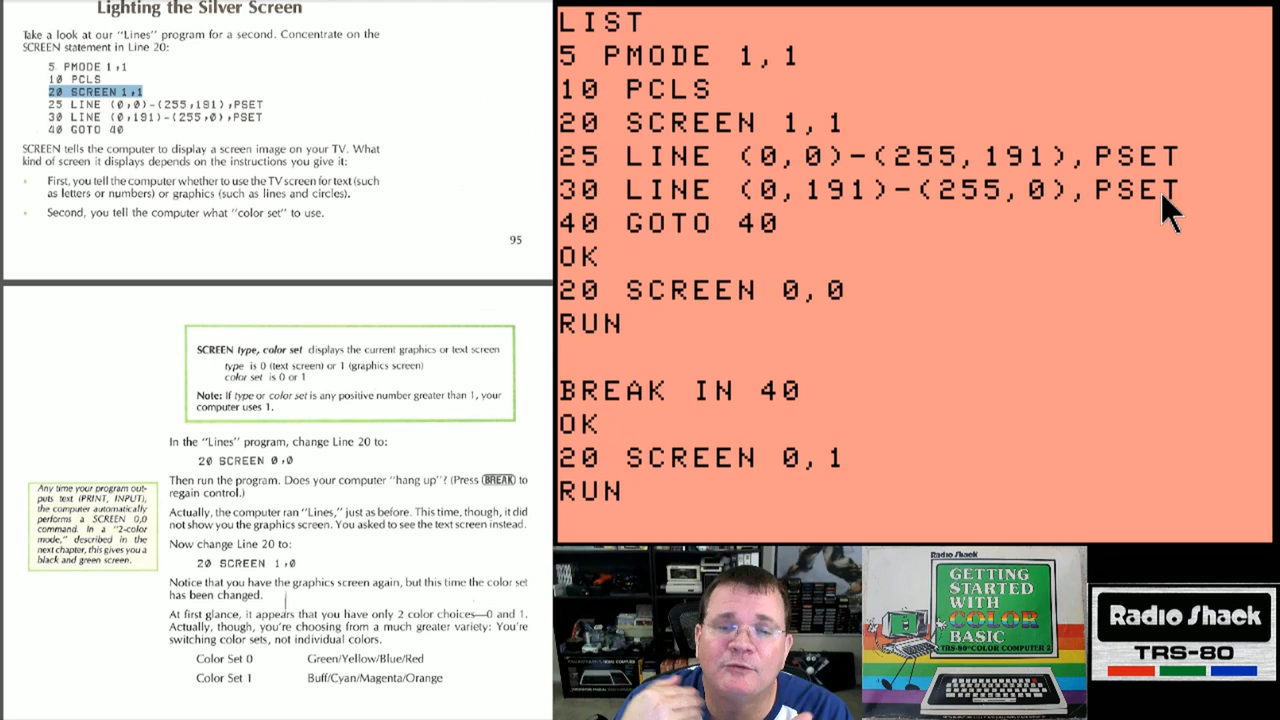 Lighting the Silver Screen
Take a look at our "Lines" program for a second. Concentrate on the
SCREEN statement in Line 20:
5 PMODE 1,1
10 PCLS
20 SCREEN 1,1
25 LINE (0,0)-(255,191),PSET
30 LINE (0,191)-(255,0),PSET
40 GOTO 40
SCREEN tells the computer to display a screen image on your TV. What
kind of screen it displays depends on the instructions you give it:
• First, you tell the computer whether to use the TV screen for text (such
as letters or numbers) or graphics (such as lines and circles).
• Second, you tell the computer what "color set" to use.
95
SCREEN type, color set displays the current graphics or text screen
type is 0 (text screen) or 1 (graphics screen)
color set is 0 or 1
Note: If type or color set is any positive number greater than 1, your
computer uses 1.
In the "Lines" program, change Line 20 to:
20 SCREEN 0,0
Then run the program. Does your computer "hang up"? (Press BREAK to
regain control.)
Actually, the computer ran "Lines," just as before. This time, though, it did
not show you the graphics screen. You asked to see the text screen instead.
Now change Line 20 to:
20 SCREEN 1,0
Notice that you have the graphics screen again, but this time the color set
has been changed.
At first glance, it appears that you have only 2 color choices—0 and 1.
Actually, though, you're choosing from a much greater variety: You're
switching color sets, not individual colors.
Color Set 0 Green/Yellow/Blue/Red
Color Set 1 Buff/Cyan/Magenta/Orange
Any time your program out-
puts text (PRINT, INPUT),
the computer automatically
performs a SCREEN 0,0
command. In a "2-color
mode," described in the
next chapter, this gives you a
black and green screen.
LIST
5 PMODE 1,1
10 PCLS
20 SCREEN 1,1
25 LINE (0,0)-(255,191),PSET
30 LINE (0,191)-(255,0),PSET
40 GOTO 40
OK
20 SCREEN 0,0
RUN
BREAK IN 40
OK
20 SCREEN 0,1
RUN
Radio Shack
GETTING
STARTED
WITH
COLOR
BASIC
TRS-80 COLOR COMPUTER 2
Radio Shack
TRS-80